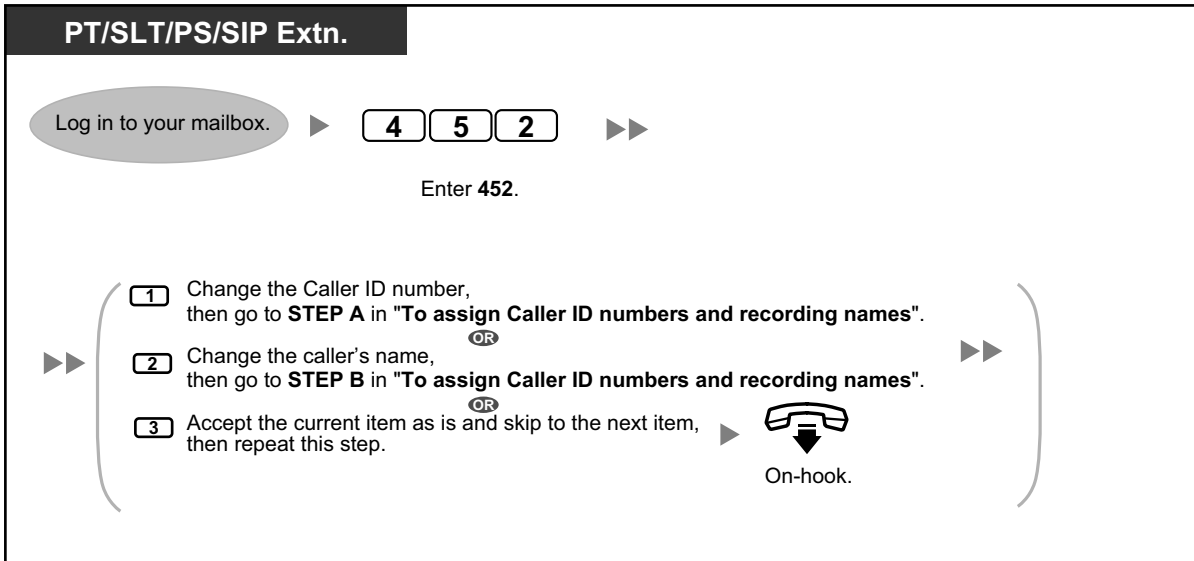 PT/SLT/PS/SIP Extn.
Log in to your mailbox.
4 5 2
Enter 452.
1 Change the Caller ID number,
then go to STEP A in "To assign Caller ID numbers and recording names".
OR
2 Change the caller's name,
then go to STEP B in "To assign Caller ID numbers and recording names".
OR
3 Accept the current item as is and skip to the next item,
then repeat this step.
On-hook.